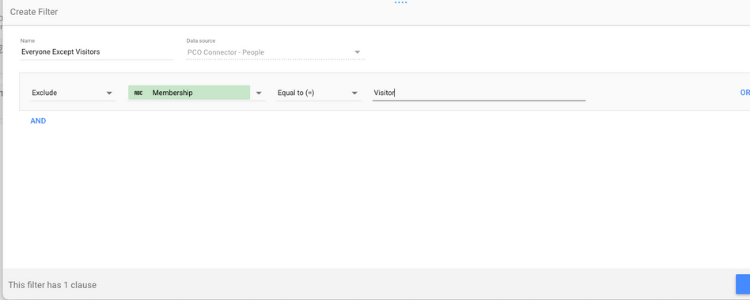 Create Filter
Name
Everyone Except Visitors
Data source
PCO Connector - People
Exclude
RBC Membership
Equal to (=)
Visitor
OR
AND
This filter has 1 clause